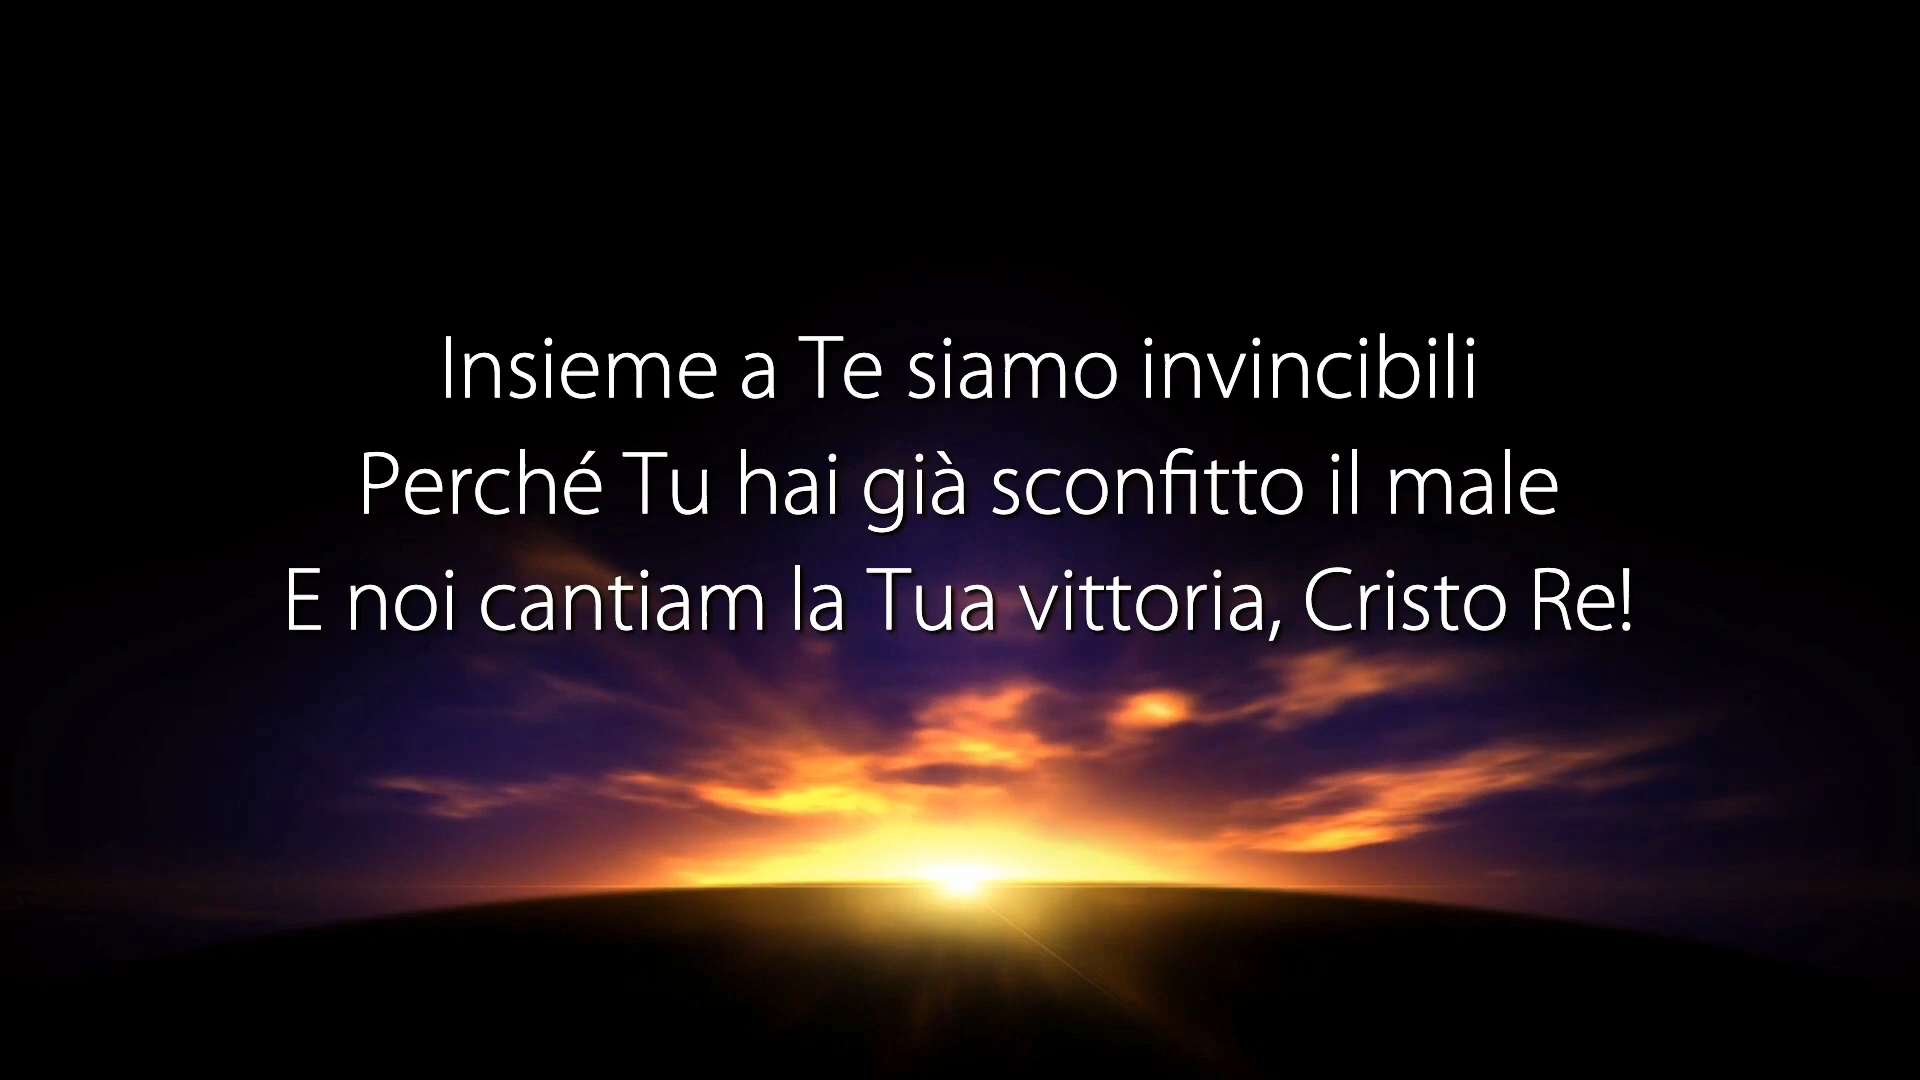 Insieme a Te siamo invincibili
Perché Tu hai già sconfitto il male
E noi cantiam la Tua vittoria, Cristo Re!